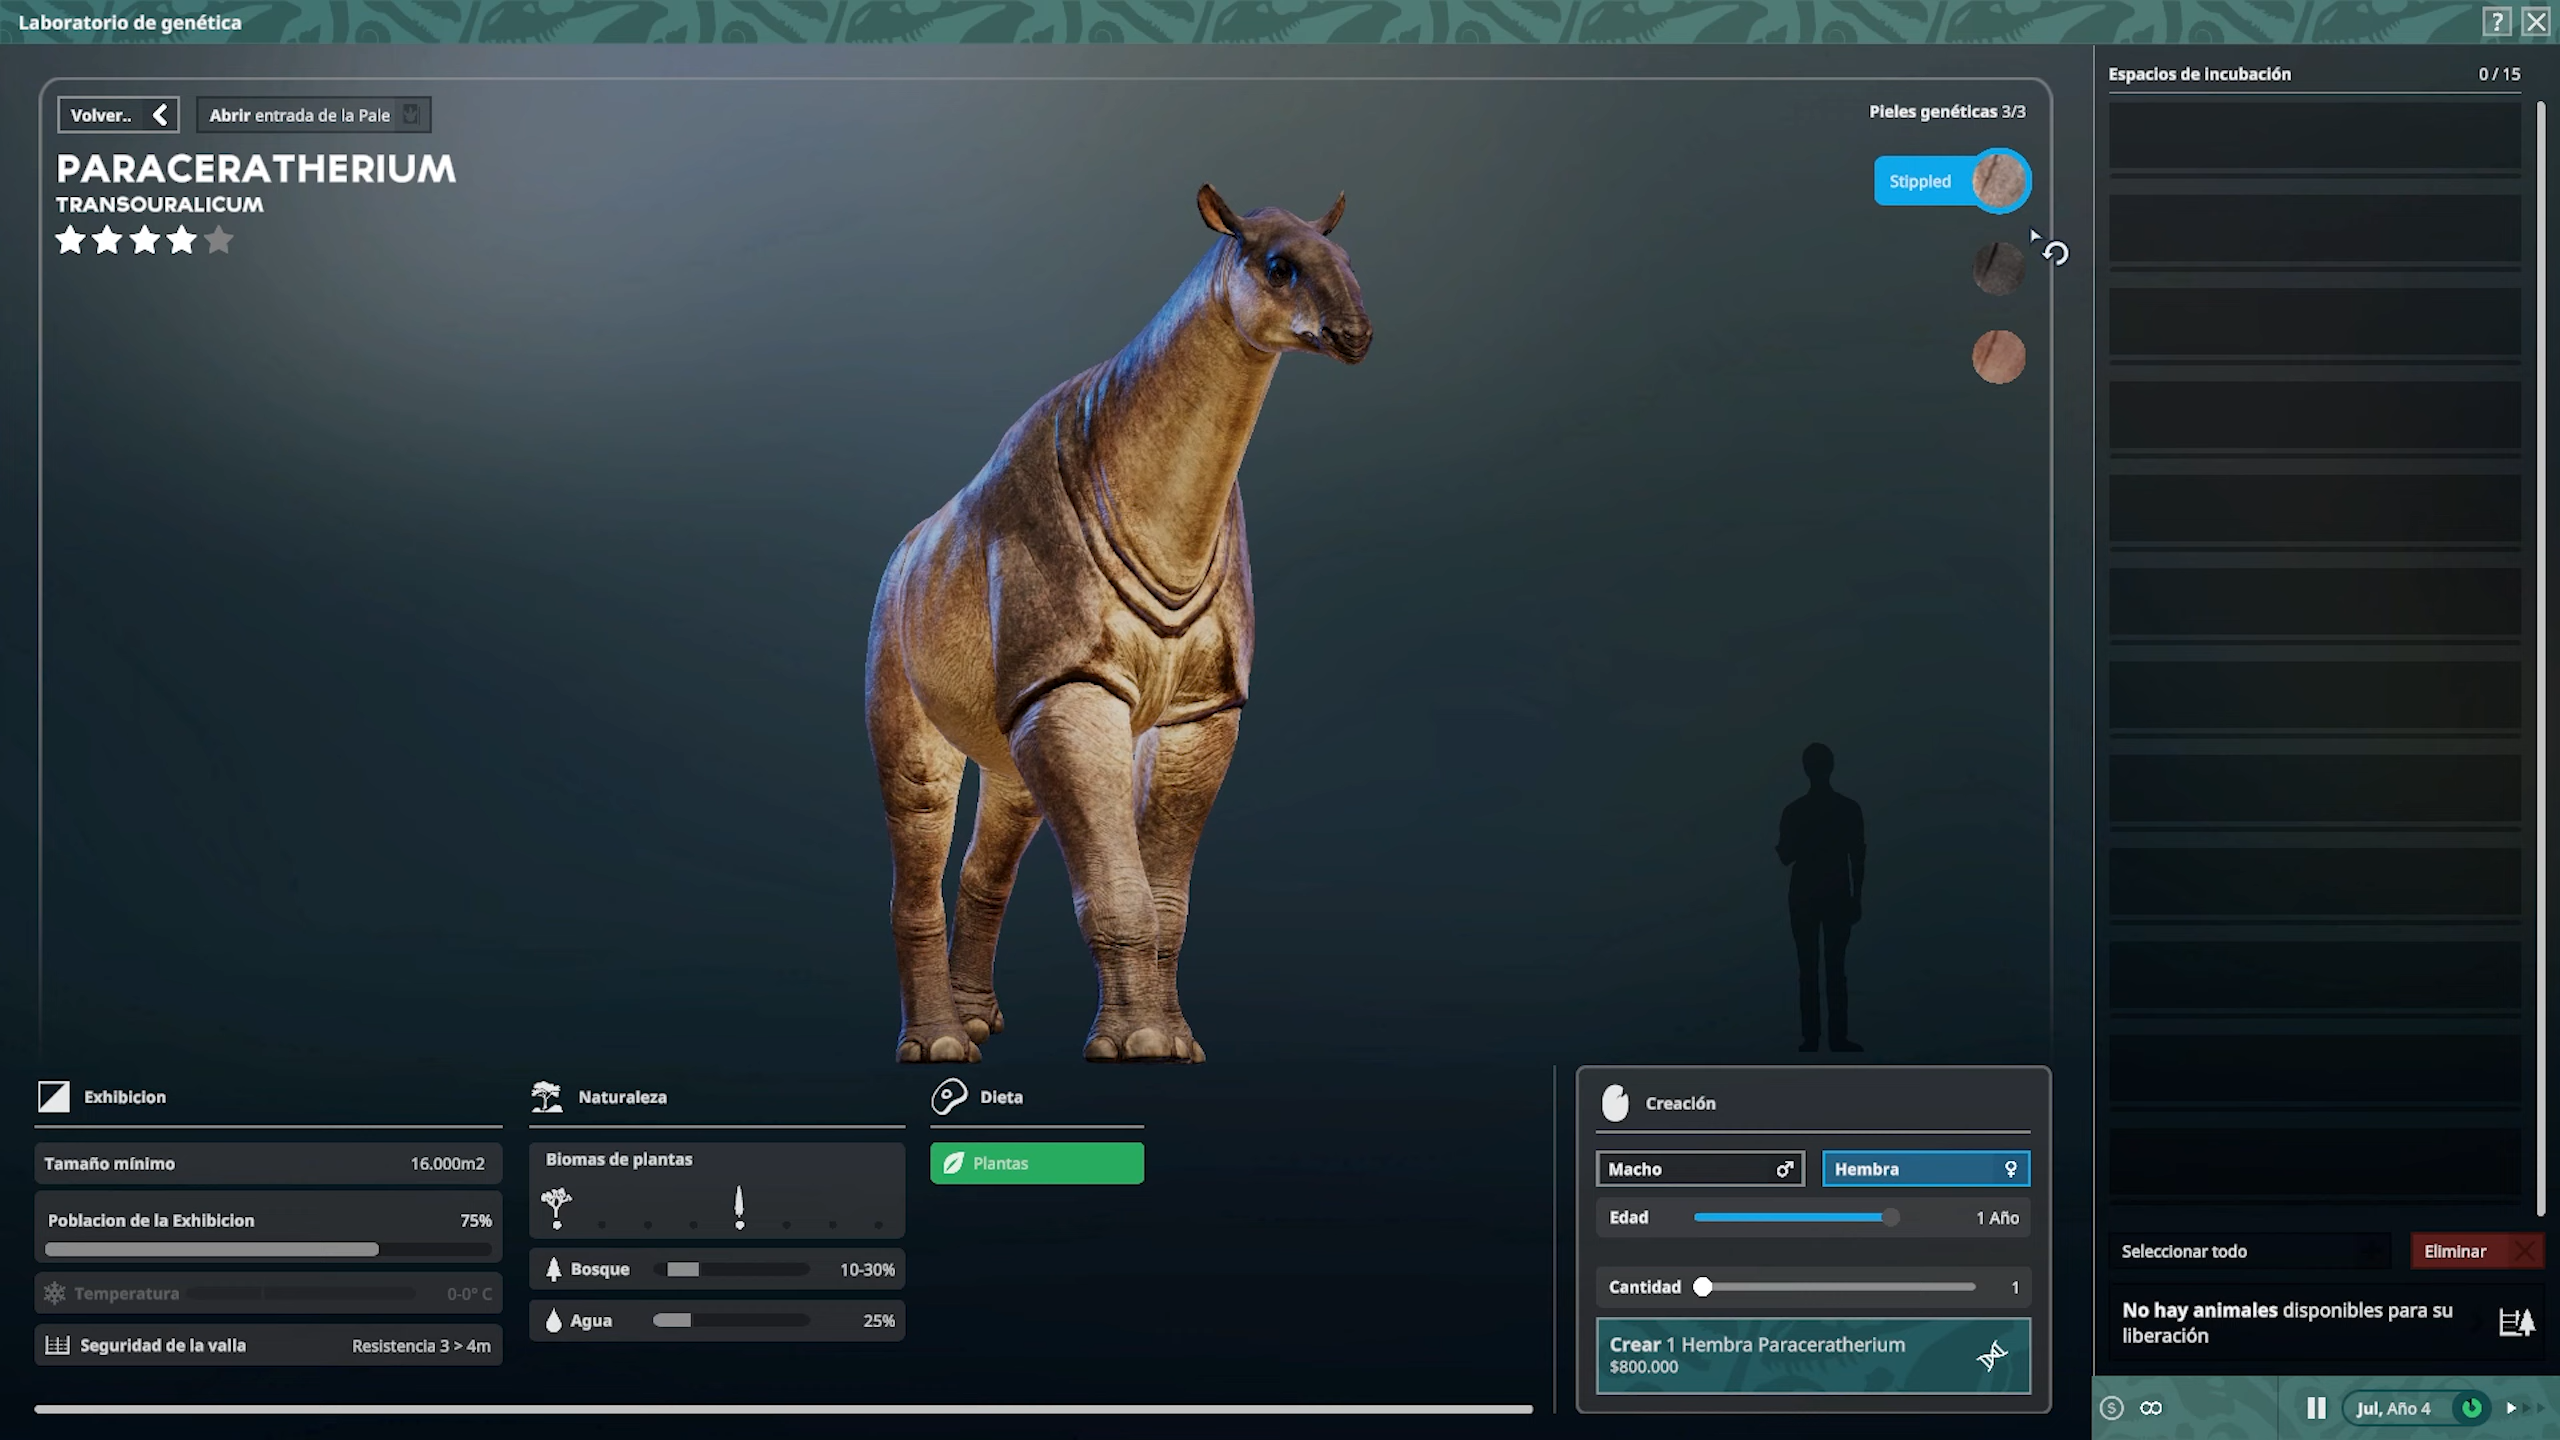 Laboratorio de genética
?
Volver..
Abrir entrada de la Pale
PARACERATHERIUM
TRANSOURALICUM
Pieles genéticas 3/3
Stippled
Espacios de incubación 0 / 15
Exhibicion
Tamaño mínimo 16.000m2
Poblacion de la Exhibicion 75%
Temperatura 0-0° C
Seguridad de la valla Resistencia 3 > 4m
Naturaleza
Biomas de plantas
Bosque 10-30%
Agua 25%
Dieta
Plantas
Creación
Macho ♂
Hembra ♀
Edad 1 Año
Cantidad 1
Crear 1 Hembra Paraceratherium
$800.000
Seleccionar todo
Eliminar
No hay animales disponibles para su
liberación
Jul, Año 4